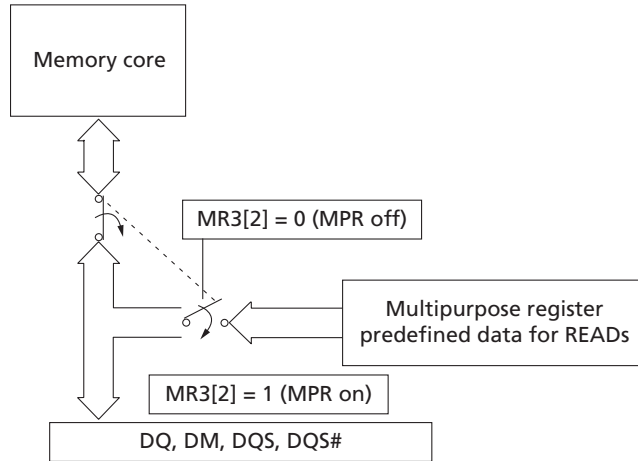 Memory core
MR3[2] = 0 (MPR off)
Multipurpose register
predefined data for READs
MR3[2] = 1 (MPR on)
DQ, DM, DQS, DQS#